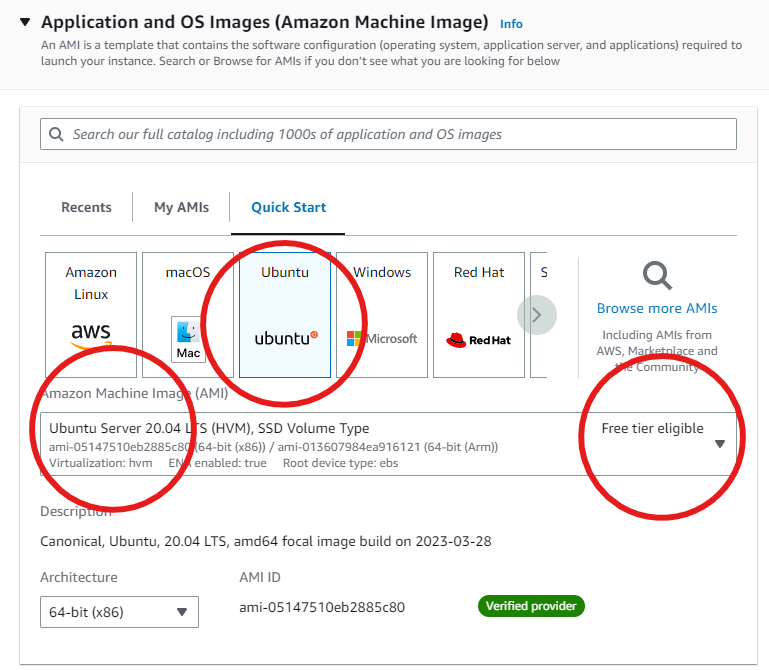 Application and OS Images (Amazon Machine Image) Info
An AMI is a template that contains the software configuration (operating system, application server, and applications) required to
launch your instance. Search or Browse for AMIs if you don't see what you are looking for below
Search our full catalog including 1000s of application and OS images
Recents
My AMIs
Quick Start
Amazon
Linux
aws
macOS
Mac
Ubuntu
ubuntu
Windows
Microsoft
Red Hat
Red Hat
S
Browse more AMIs
Including AMIs from
AWS, Marketplace and
the Community
Amazon Machine Image (AMI)
Ubuntu Server 20.04 LTS (HVM), SSD Volume Type
Free tier eligible
ami-05147510eb2885c80 (64-bit (x86)) / ami-013607984ea916121 (64-bit (Arm))
Virtualization: hvm ENA enabled: true Root device type: ebs
Description
Canonical, Ubuntu, 20.04 LTS, amd64 focal image build on 2023-03-28
Architecture
AMI ID
64-bit (x86)
ami-05147510eb2885c80
Verified provider